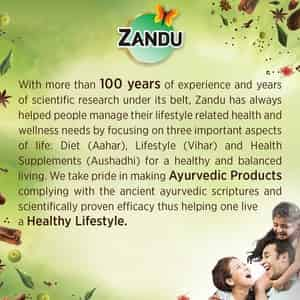 ZANDU
With more than 100 years of experience and years
of scientific research under its belt, Zandu has always
helped people manage their lifestyle related health and
wellness needs by focusing on three important aspects
of life: Diet (Aahar), Lifestyle (Vihar) and Health
Supplements (Aushadhi) for a healthy and balanced
living. We take pride in making Ayurvedic Products
complying with the ancient ayurvedic scriptures and
scientifically proven efficacy thus helping one live
a Healthy Lifestyle.